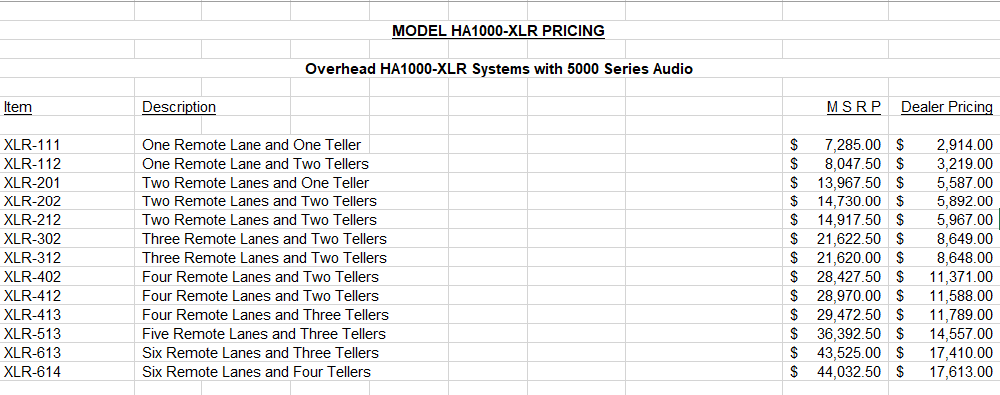 MODEL HA1000-XLR PRICING
Overhead HA1000-XLR Systems with 5000 Series Audio
Item Description M S R P Dealer Pricing
XLR-111 One Remote Lane and One Teller $ 7,285.00 $ 2,914.00
XLR-112 One Remote Lane and Two Tellers $ 8,047.50 $ 3,219.00
XLR-201 Two Remote Lanes and One Teller $ 13,967.50 $ 5,587.00
XLR-202 Two Remote Lanes and Two Tellers $ 14,730.00 $ 5,892.00
XLR-212 Two Remote Lanes and Two Tellers $ 14,917.50 $ 5,967.00
XLR-302 Three Remote Lanes and Two Tellers $ 21,622.50 $ 8,649.00
XLR-312 Three Remote Lanes and Two Tellers $ 21,620.00 $ 8,648.00
XLR-402 Four Remote Lanes and Two Tellers $ 28,427.50 $ 11,371.00
XLR-412 Four Remote Lanes and Two Tellers $ 28,970.00 $ 11,588.00
XLR-413 Four Remote Lanes and Three Tellers $ 29,472.50 $ 11,789.00
XLR-513 Five Remote Lanes and Three Tellers $ 36,392.50 $ 14,557.00
XLR-613 Six Remote Lanes and Three Tellers $ 43,525.00 $ 17,410.00
XLR-614 Six Remote Lanes and Four Tellers $ 44,032.50 $ 17,613.00